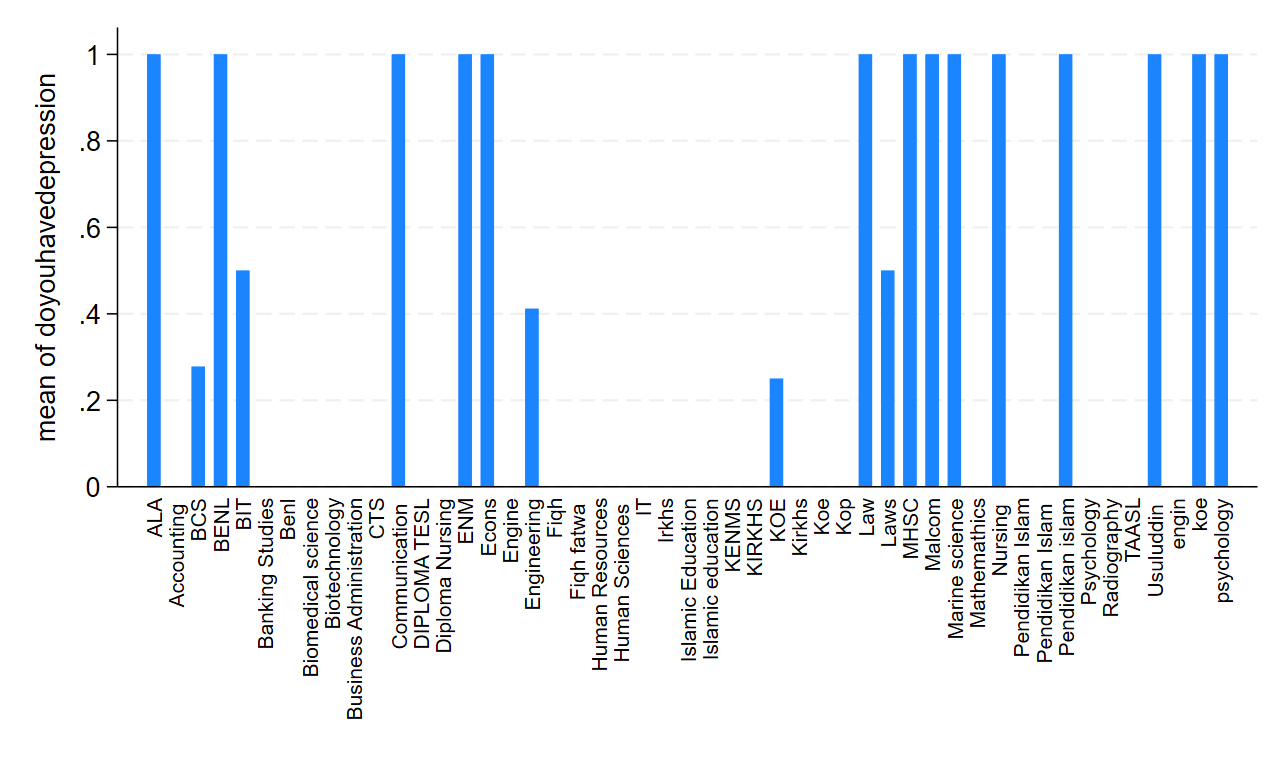 mean of doyouhavedepression
1
.8
.6
.4
.2
0
ALA
Accounting
BCS
BENL
BIT
Banking Studies
Benl
Biomedical science
Biotechnology
Business Administration
CTS
Communication
DIPLOMA TESL
Diploma Nursing
ENM
Econs
Engine
Engineering
Fiqh
Fiqh fatwa
Human Resources
Human Sciences
IT
Irkhs
Islamic Education
Islamic education
KENMS
KIRKHS
KOE
Kirkhs
Koe
Kop
Law
Laws
MHSC
Malcom
Marine science
Mathemathics
Nursing
Pendidikan Islam
Pendidikan Islam
Pendidikan islam
Psychology
Radiography
TAASL
Usuluddin
engin
koe
psychology